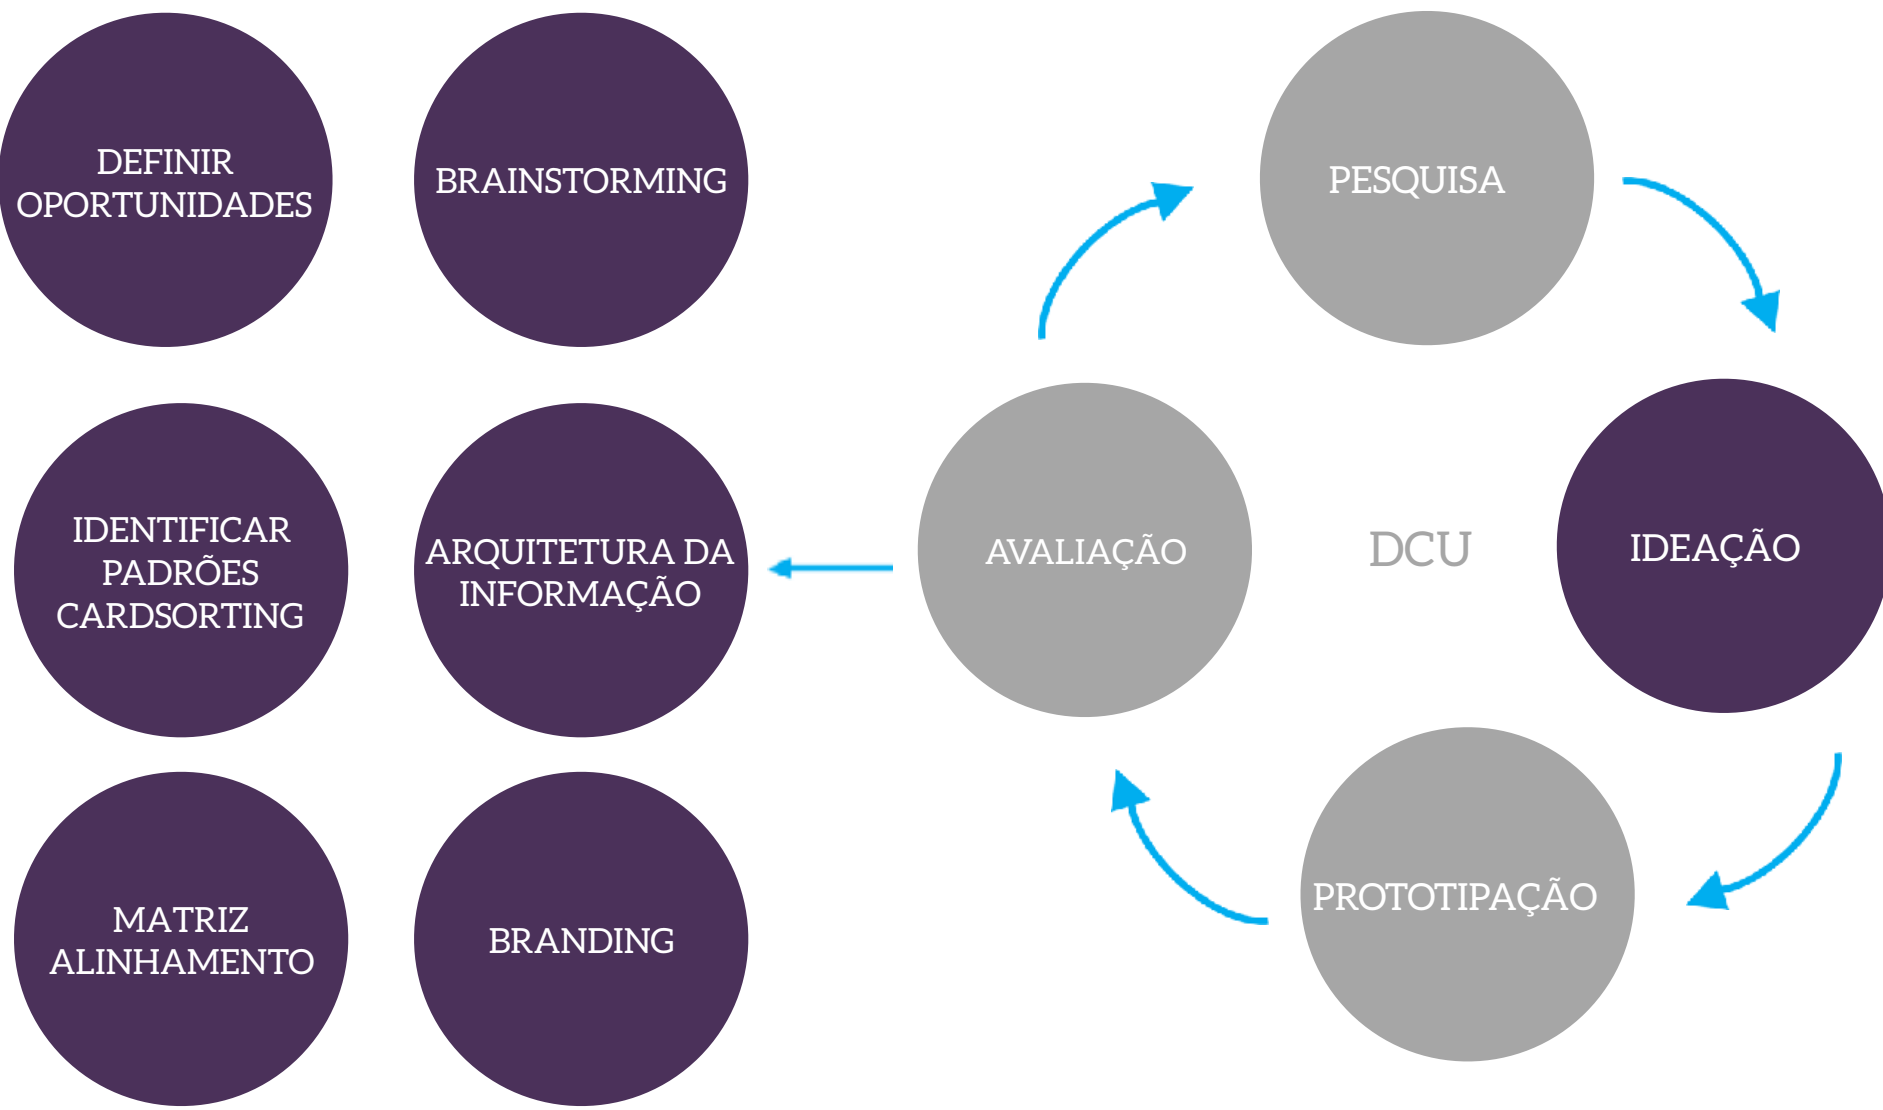 DEFINIR
OPORTUNIDADES
BRAINSTORMING
IDENTIFICAR
PADRÕES
CARDSORTING
ARQUITETURA DA
INFORMAÇÃO
MATRIZ
ALINHAMENTO
BRANDING
PESQUISA
AVALIAÇÃO
DCU
IDEAÇÃO
PROTOTIPAÇÃO